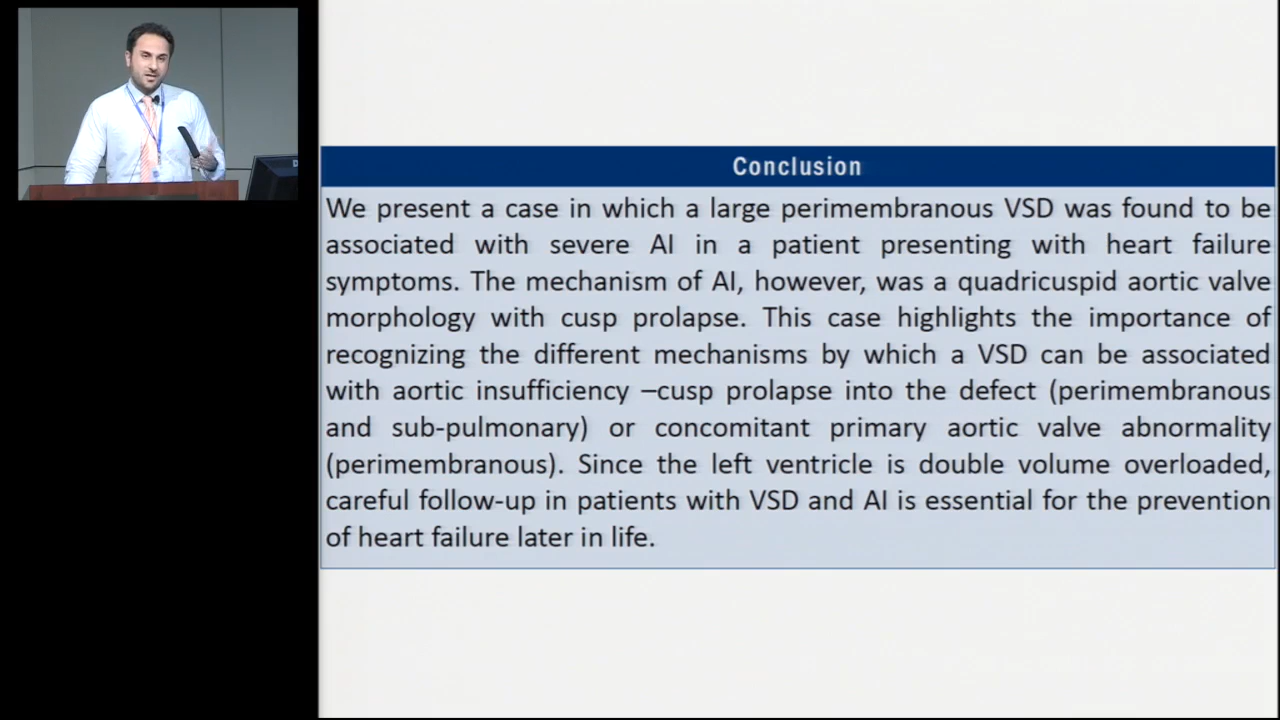 Conclusion
We present a case in which a large perimembranous VSD was found to be
associated with severe AI in a patient presenting with heart failure
symptoms. The mechanism of AI, however, was a quadricuspid aortic valve
morphology with cusp prolapse. This case highlights the importance of
recognizing the different mechanisms by which a VSD can be associated
with aortic insufficiency –cusp prolapse into the defect (perimembranous
and sub-pulmonary) or concomitant primary aortic valve abnormality
(perimembranous). Since the left ventricle is double volume overloaded,
careful follow-up in patients with VSD and AI is essential for the prevention
of heart failure later in life.